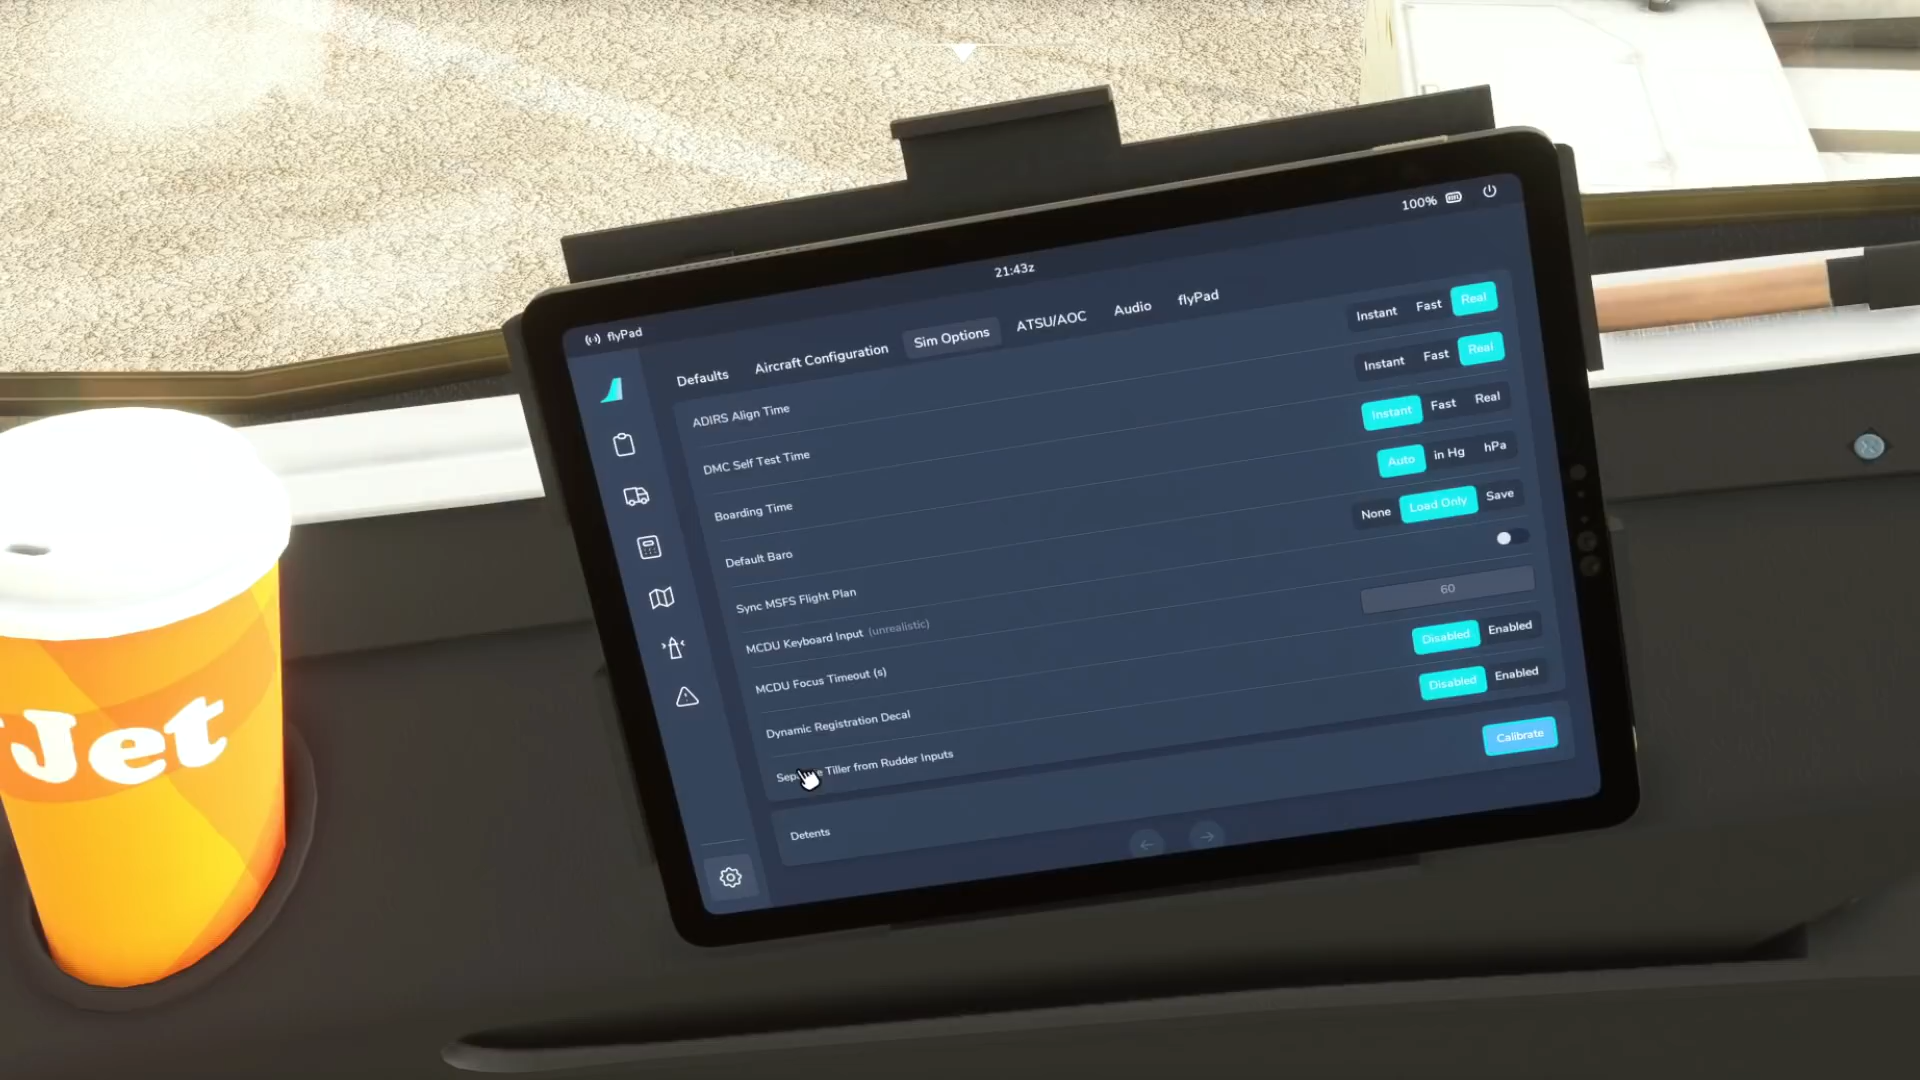 100%
21:43z
flyPad
Defaults Aircraft Configuration Sim Options ATSU/AOC Audio flyPad
ADIRS Align Time Instant Fast Real
DMC Self Test Time Instant Fast Real
Boarding Time Instant Fast Real
Default Baro Auto in Hg hPa
Sync MSFS Flight Plan None Load Only Save
MCDU Keyboard Input (unrealistic)
MCDU Focus Timeout (s) 60
Dynamic Registration Decal Disabled Enabled
Separate Tiller from Rudder Inputs Disabled Enabled
Detents Calibrate
Jet